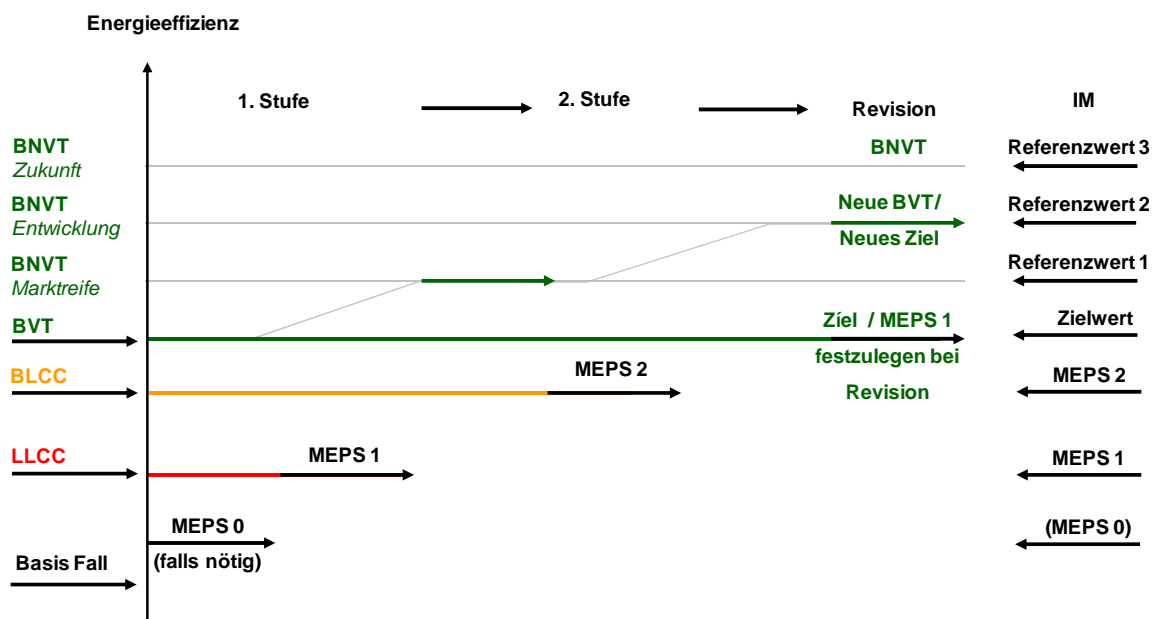 Energieeffizienz
1. Stufe
2. Stufe
Revision
IM
BNVT
Zukunft
BNVT
Referenzwert 3
BNVT
Entwicklung
Neue BVT/
Neues Ziel
Referenzwert 2
BNVT
Marktreife
Referenzwert 1
BVT
Zíel / MEPS 1
festzulegen bei
Revision
Zielwert
BLCC
MEPS 2
MEPS 2
LLCC
MEPS 1
MEPS 1
MEPS 0
(falls nötig)
(MEPS 0)
Basis Fall